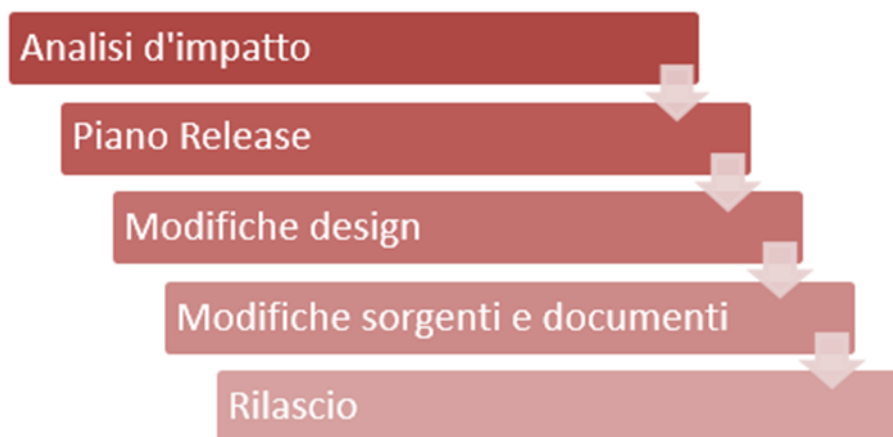 Analisi d'impatto
Piano Release
Modifiche design
Modifiche sorgenti e documenti
Rilascio